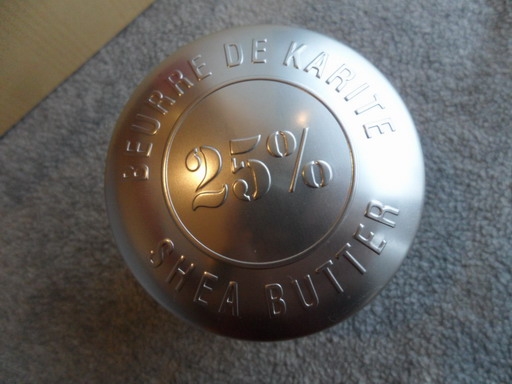 BEURRE DE KARITE
25%
SHEA BUTTER